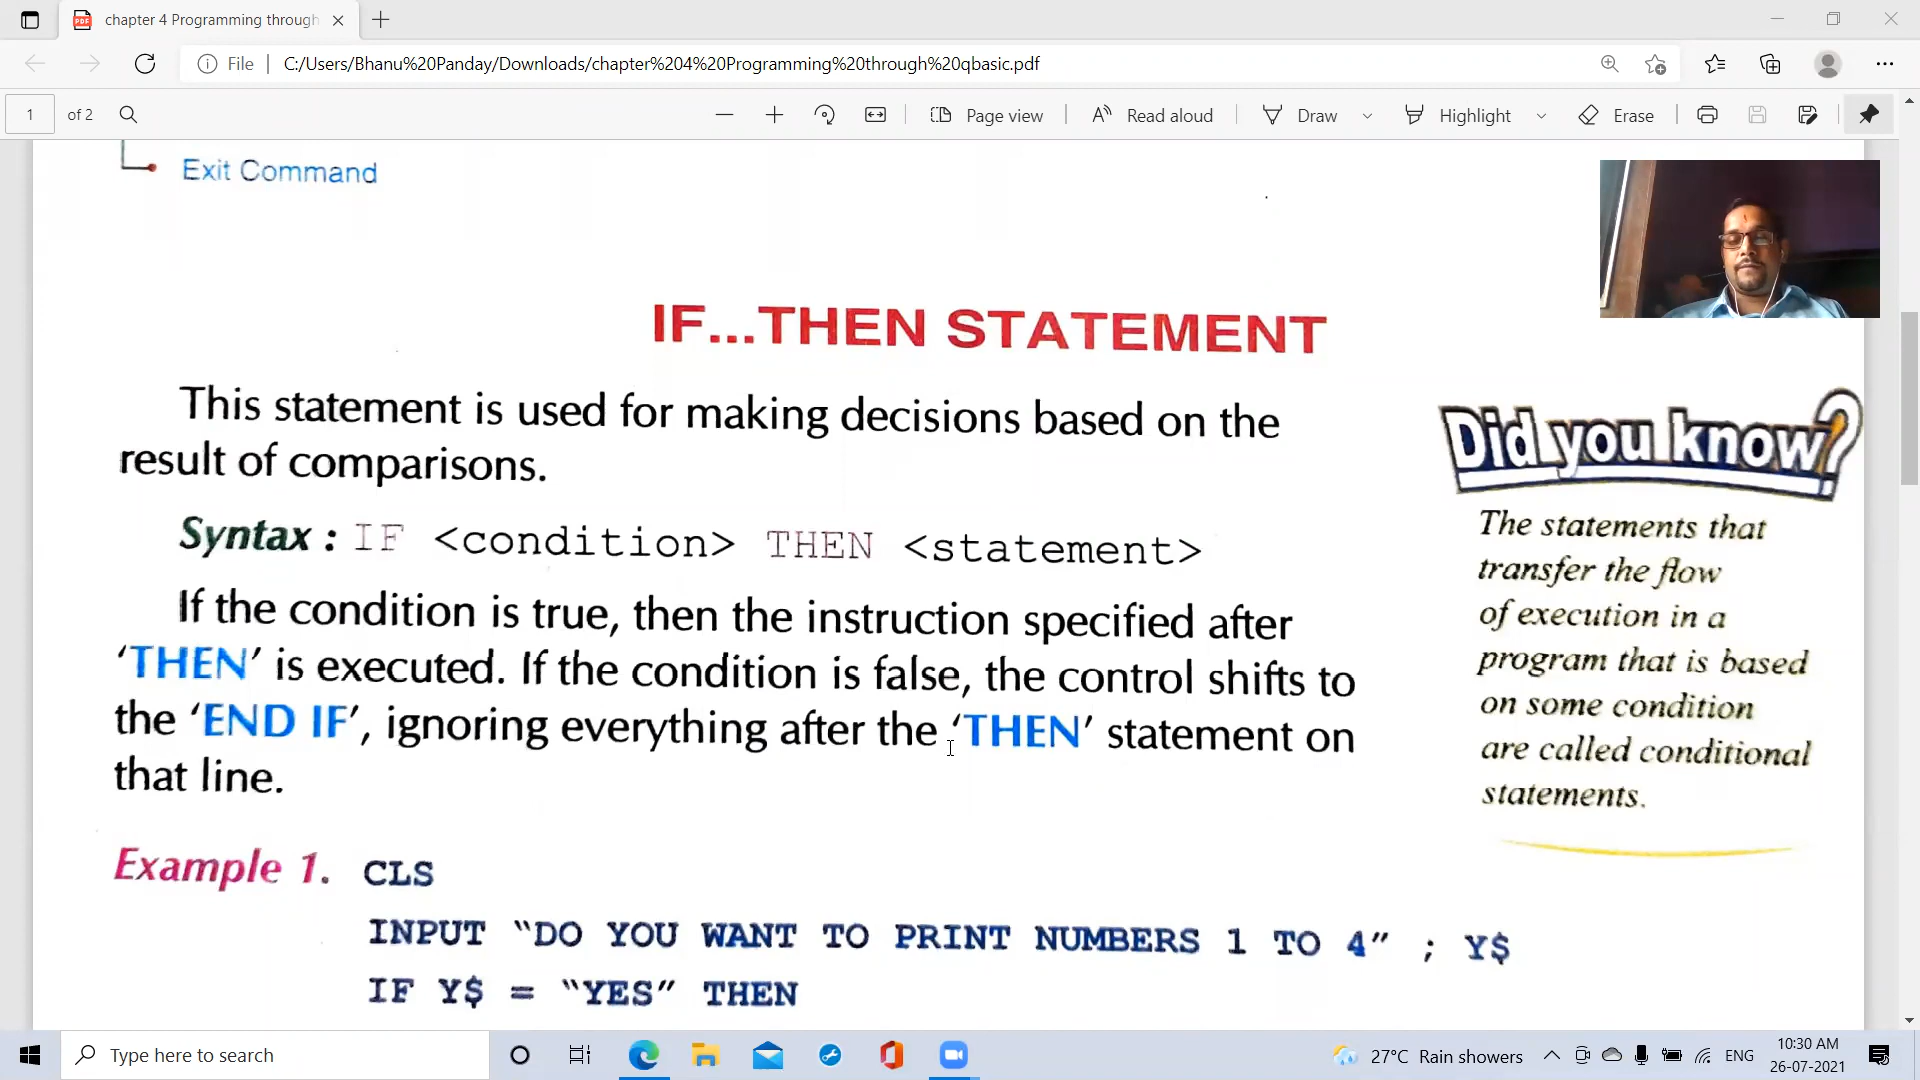 chapter 4 Programming through
File
C:/Users/Bhanu%20Panday/Downloads/chapter%204%20Programming%20through%20qbasic.pdf
1 of 2
Page view
Read aloud
Draw
Highlight
Erase
Exit Command
IF...THEN STATEMENT
This statement is used for making decisions based on the
result of comparisons.
Syntax : IF <condition> THEN <statement>
If the condition is true, then the instruction specified after
‘THEN’ is executed. If the condition is false, the control shifts to
the ‘END IF’, ignoring everything after the ‘THEN’ statement on
that line.
Example 1. CLS
INPUT “DO YOU WANT TO PRINT NUMBERS 1 TO 4” ; Y$
IF Y$ = “YES” THEN
Did you know?
The statements that
transfer the flow
of execution in a
program that is based
on some condition
are called conditional
statements.
Type here to search
27°C Rain showers
ENG
10:30 AM
26-07-2021